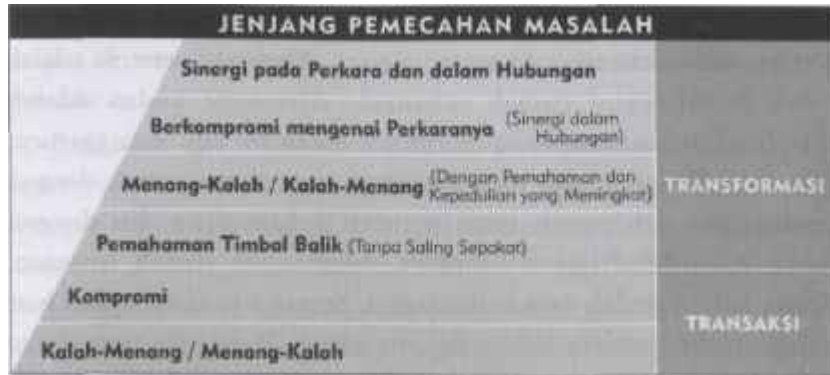 JENJANG PEMECAHAN MASALAH
Sinergi pada Perkara dan dalam Hubungan
Berkompromi mengenai Perkaranya (Sinergi dalam
Hubungan)
Menang-Kalah / Kalah-Menang (Dengan Pemahaman dan
Kepedulian yang Meningkat)
TRANSFORMASI
Pemahaman Timbal Balik (Tanpa Saling Sepakat)
Kompromi
TRANSAKSI
Kalah-Menang / Menang-Kalah